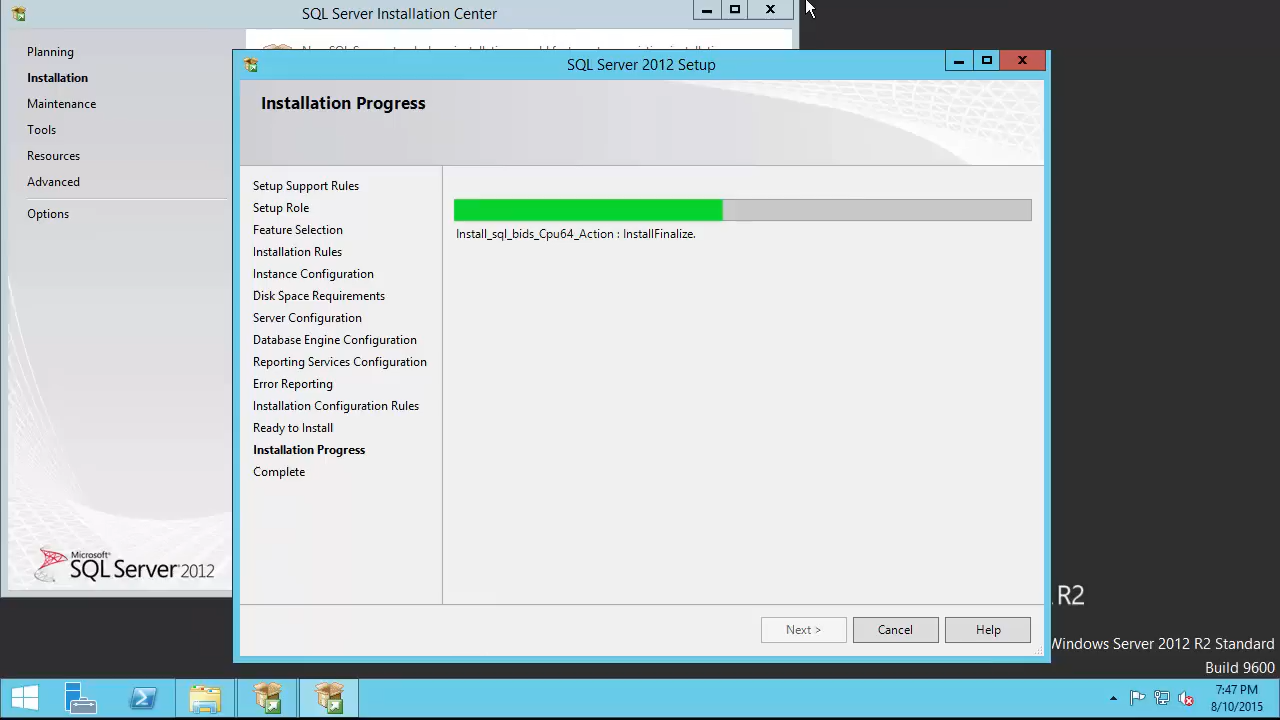 SQL Server Installation Center
Planning
Installation
Maintenance
Tools
Resources
Advanced
Options
Microsoft®
SQL Server® 2012
SQL Server 2012 Setup
Installation Progress
Setup Support Rules
Setup Role
Feature Selection
Installation Rules
Instance Configuration
Disk Space Requirements
Server Configuration
Database Engine Configuration
Reporting Services Configuration
Error Reporting
Installation Configuration Rules
Ready to Install
Installation Progress
Complete
Install_sql_bids_Cpu64_Action : InstallFinalize.
Next >
Cancel
Help
R2
Windows Server 2012 R2 Standard
Build 9600
7:47 PM
8/10/2015